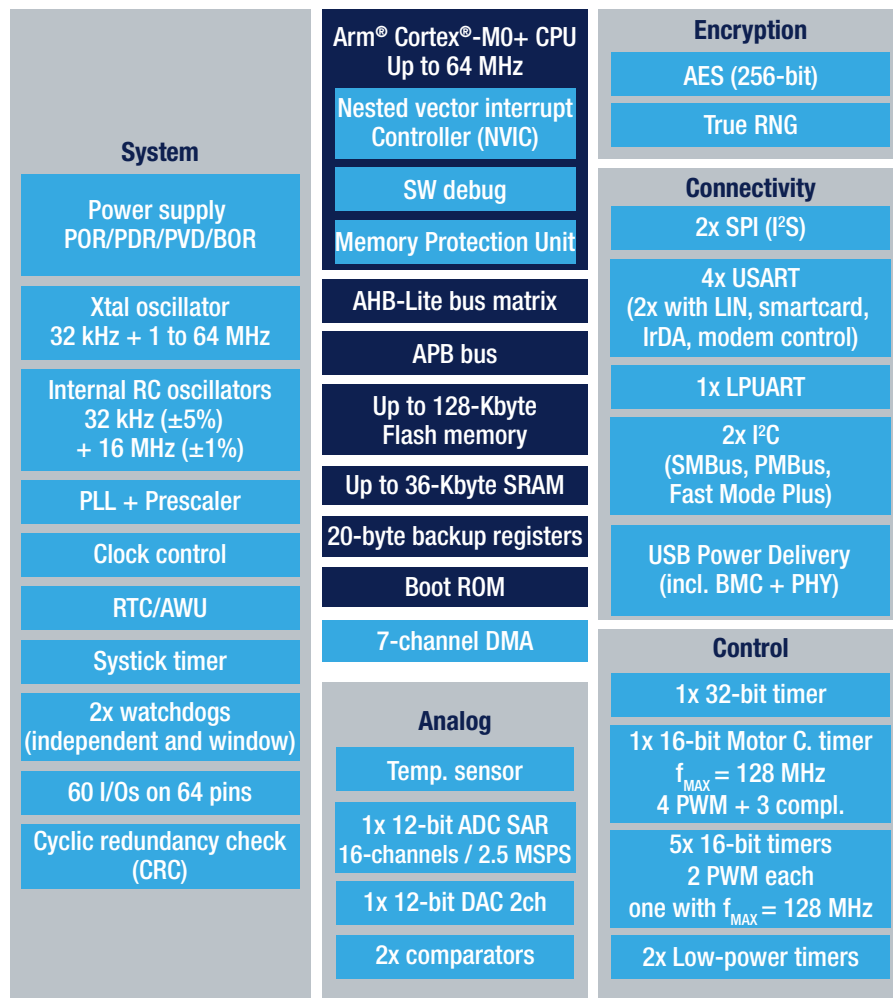 System
Power supply
POR/PDR/PVD/BOR
Xtal oscillator
32 kHz + 1 to 64 MHz
Internal RC oscillators
32 kHz (±5%)
+ 16 MHz (±1%)
PLL + Prescaler
Clock control
RTC/AWU
Systick timer
2x watchdogs
(independent and window)
60 I/Os on 64 pins
Cyclic redundancy check
(CRC)
Arm® Cortex®-M0+ CPU
Up to 64 MHz
Nested vector interrupt
Controller (NVIC)
SW debug
Memory Protection Unit
AHB-Lite bus matrix
APB bus
Up to 128-Kbyte
Flash memory
Up to 36-Kbyte SRAM
20-byte backup registers
Boot ROM
7-channel DMA
Analog
Temp. sensor
1x 12-bit ADC SAR
16-channels / 2.5 MSPS
1x 12-bit DAC 2ch
2x comparators
Encryption
AES (256-bit)
True RNG
Connectivity
2x SPI (I²S)
4x USART
(2x with LIN, smartcard,
IrDA, modem control)
1x LPUART
2x I²C
(SMBus, PMBus,
Fast Mode Plus)
USB Power Delivery
(incl. BMC + PHY)
Control
1x 32-bit timer
1x 16-bit Motor C. timer
fMAX = 128 MHz
4 PWM + 3 compl.
5x 16-bit timers
2 PWM each
one with fMAX = 128 MHz
2x Low-power timers